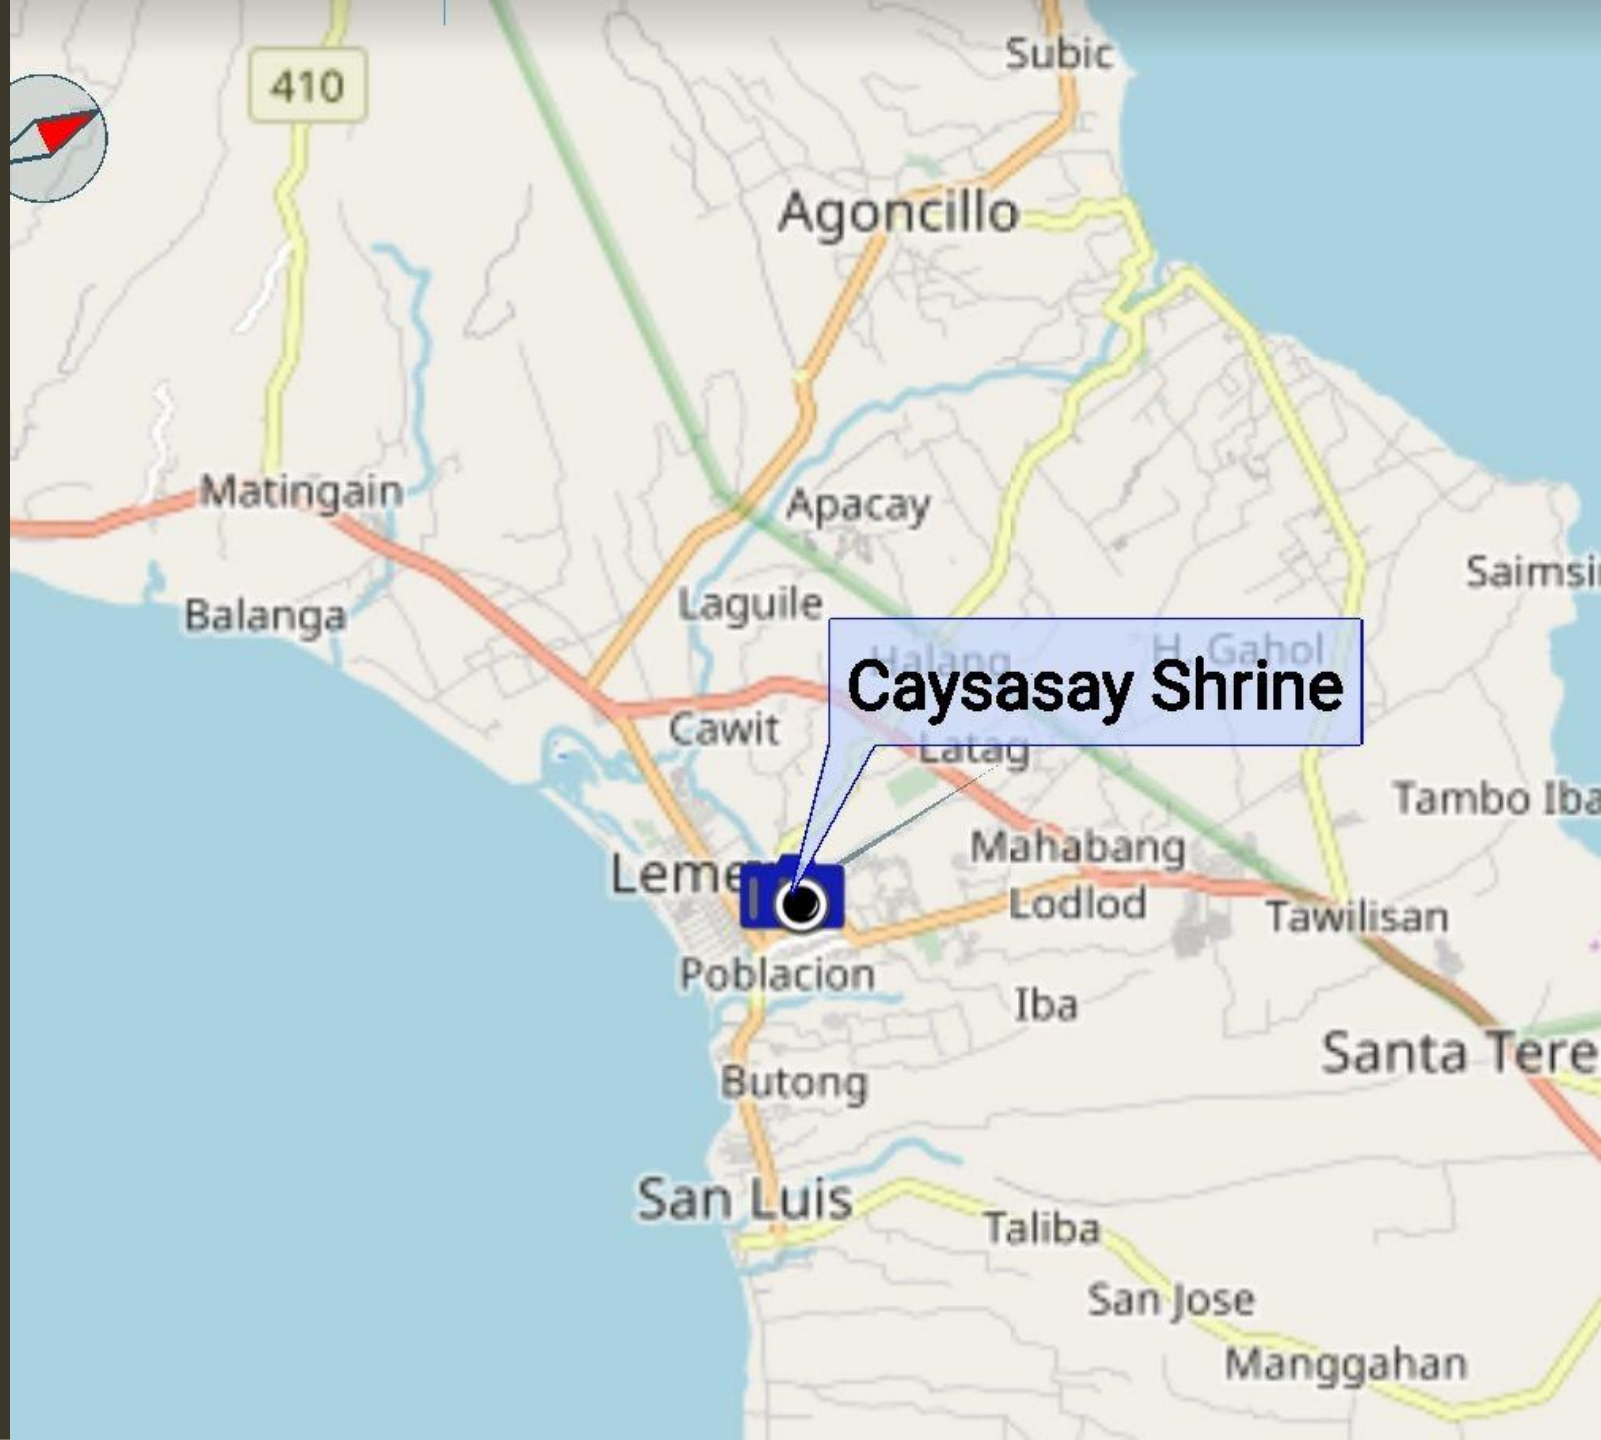 Subic
410
Agoncillo
Matingain
Apacay
Saimsi
Balanga
Laguile
Halang
H. Gahol
Caysasay Shrine
Cawit
Latag
Tambo Iba
Mahabang
Lodlod
Leme
Tawilisan
Poblacion
Iba
Santa Tere
Butong
San Luis
Taliba
San Jose
Manggahan